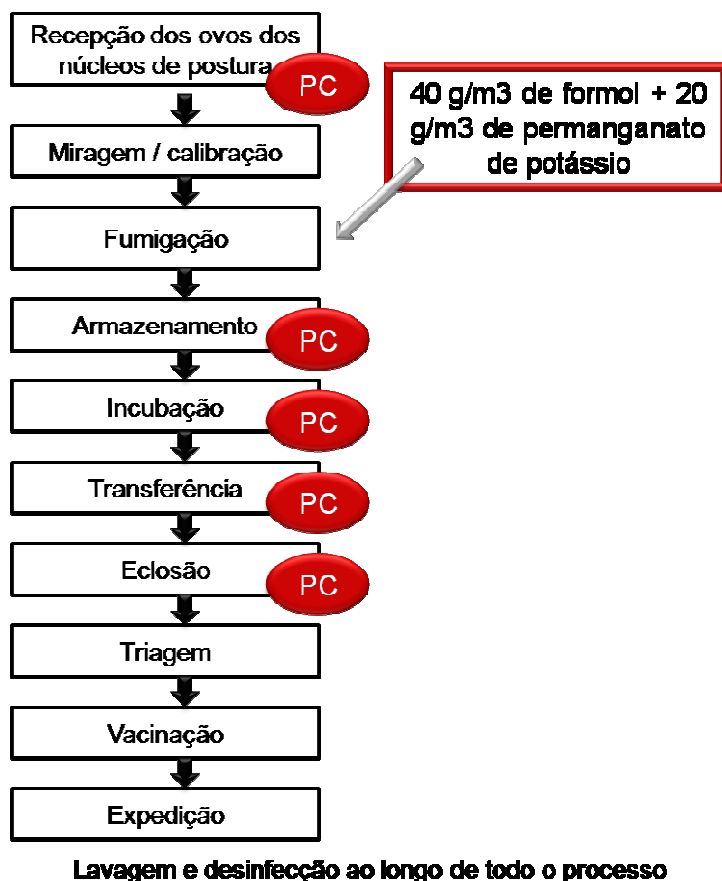 Recepção dos ovos dos
núcleos de postura
PC
40 g/m3 de formol + 20
g/m3 de permanganato
de potássio
Miragem / calibração
Fumigação
Armazenamento
PC
Incubação
PC
Transferência
PC
Eclosão
PC
Triagem
Vacinação
Expedição
Lavagem e desinfecção ao longo de todo o processo